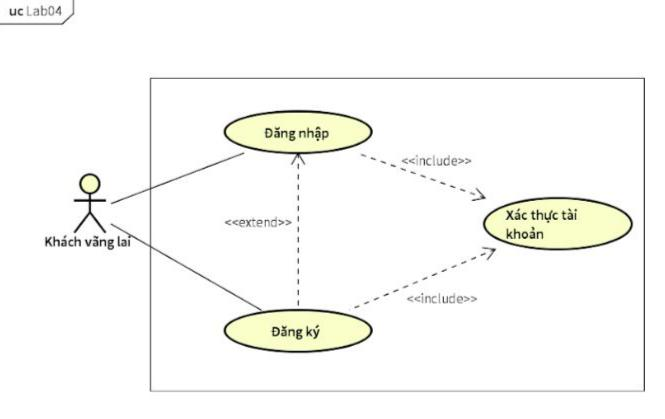 uc Lab04
Đăng nhập
<<include>>
Xác thực tài
khoản
<<extend>>
Khách vãng lai
<<include>>
Đăng ký